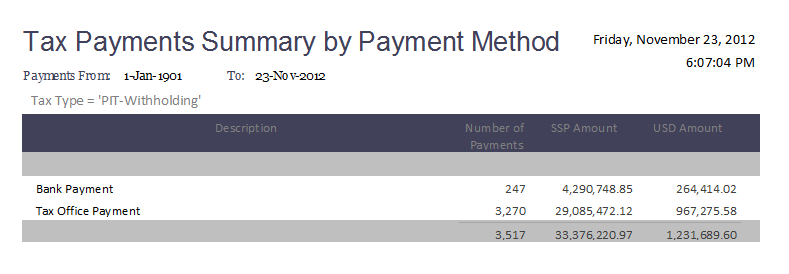 Tax Payments Summary by Payment Method
Friday, November 23, 2012
6:07:04 PM
Payments From: 1-Jan-1901 To: 23-Nov-2012
Tax Type = 'PIT-Withholding'
Description Number of Payments SSP Amount USD Amount
Bank Payment 247 4,290,748.85 264,414.02
Tax Office Payment 3,270 29,085,472.12 967,275.58
3,517 33,376,220.97 1,231,689.60